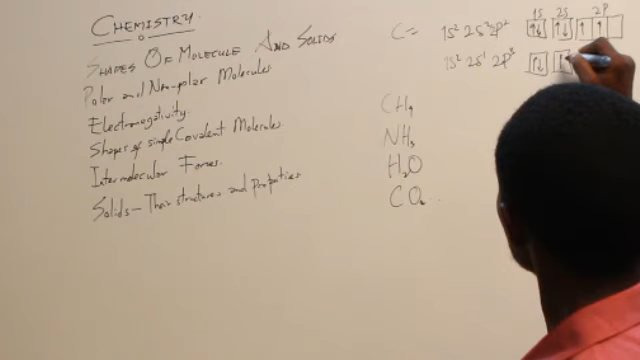 CHEMISTRY.
SHAPES OF MOLECULE AND SOLIDS
Polar and Non-polar Molecules
Electronegativity.
Shapes of simple Covalent Molecules
Intermolecular Forces.
Solids – Their structures and properties
C = 1S² 2S² 2P²
1S 2S 2P
↑↓ ↑↓ ↑ ↑
1S² 2S¹ 2P³
↑↓ ↑
CH₄
NH₃
H₂O
CO₂